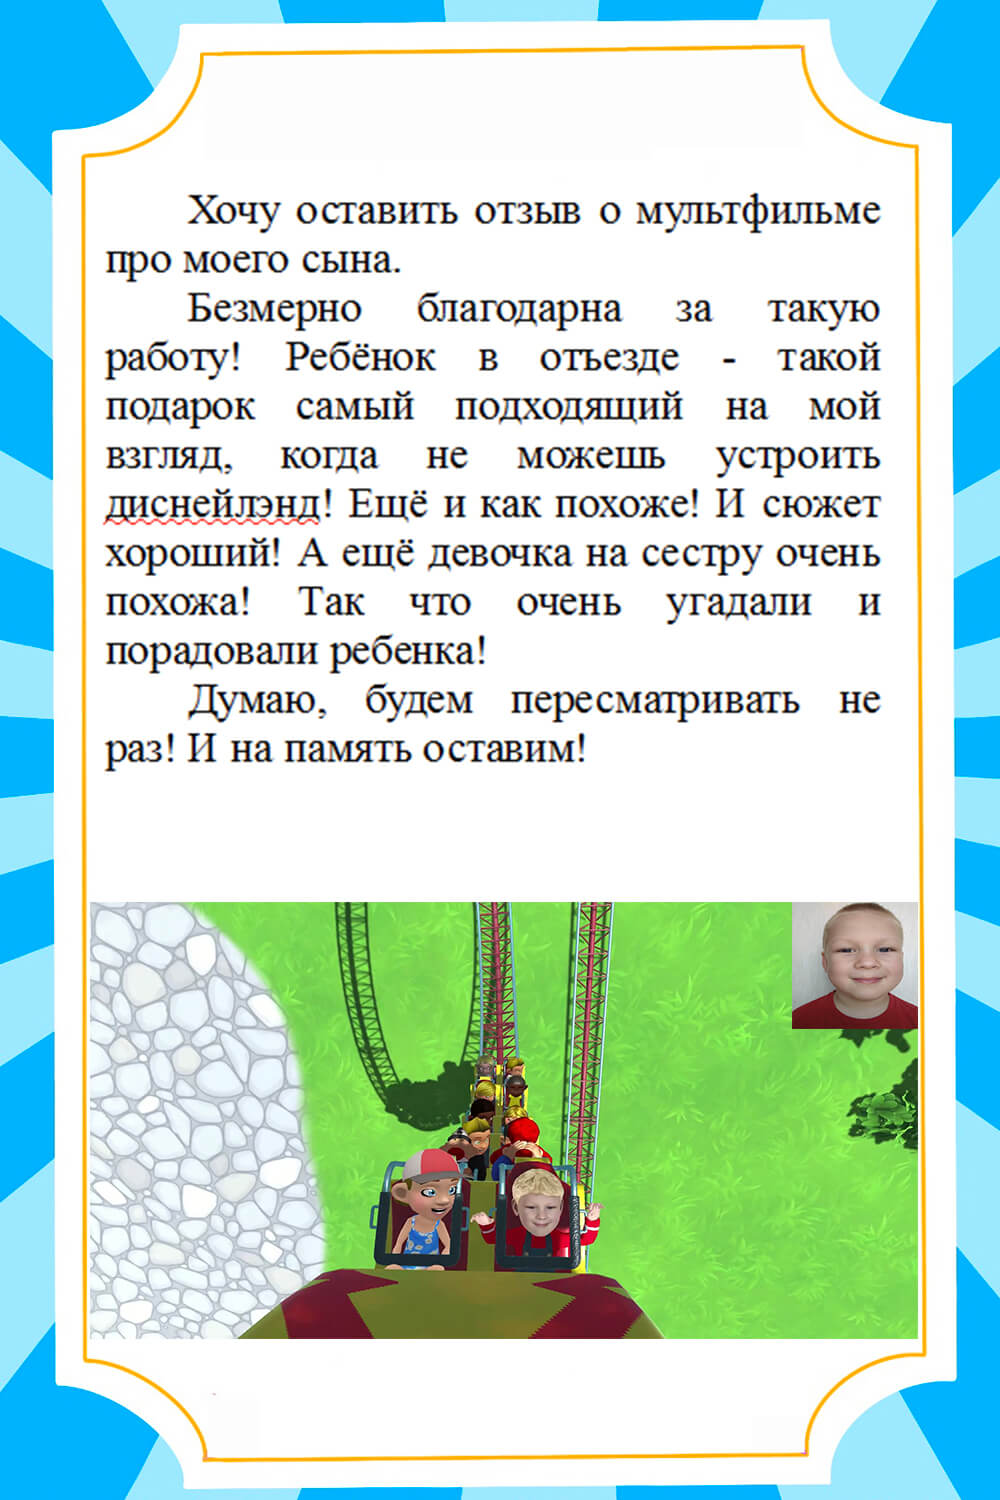 Хочу оставить отзыв о мультфильме
про моего сына.
Безмерно благодарна за такую
работу! Ребёнок в отъезде - такой
подарок самый подходящий на мой
взгляд, когда не можешь устроить
диснейлэнд! Ещё и как похоже! И сюжет
хороший! А ещё девочка на сестру очень
похожа! Так что очень угадали и
порадовали ребенка!
Думаю, будем пересматривать не
раз! И на память оставим!